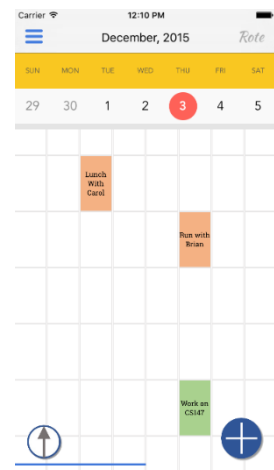 Carrier 12:10 PM
December, 2015 Rote
SUN MON TUE WED THU FRI SAT
29 30 1 2 3 4 5
Lunch
With
Carol
Run with
Brian
Work on
CS147